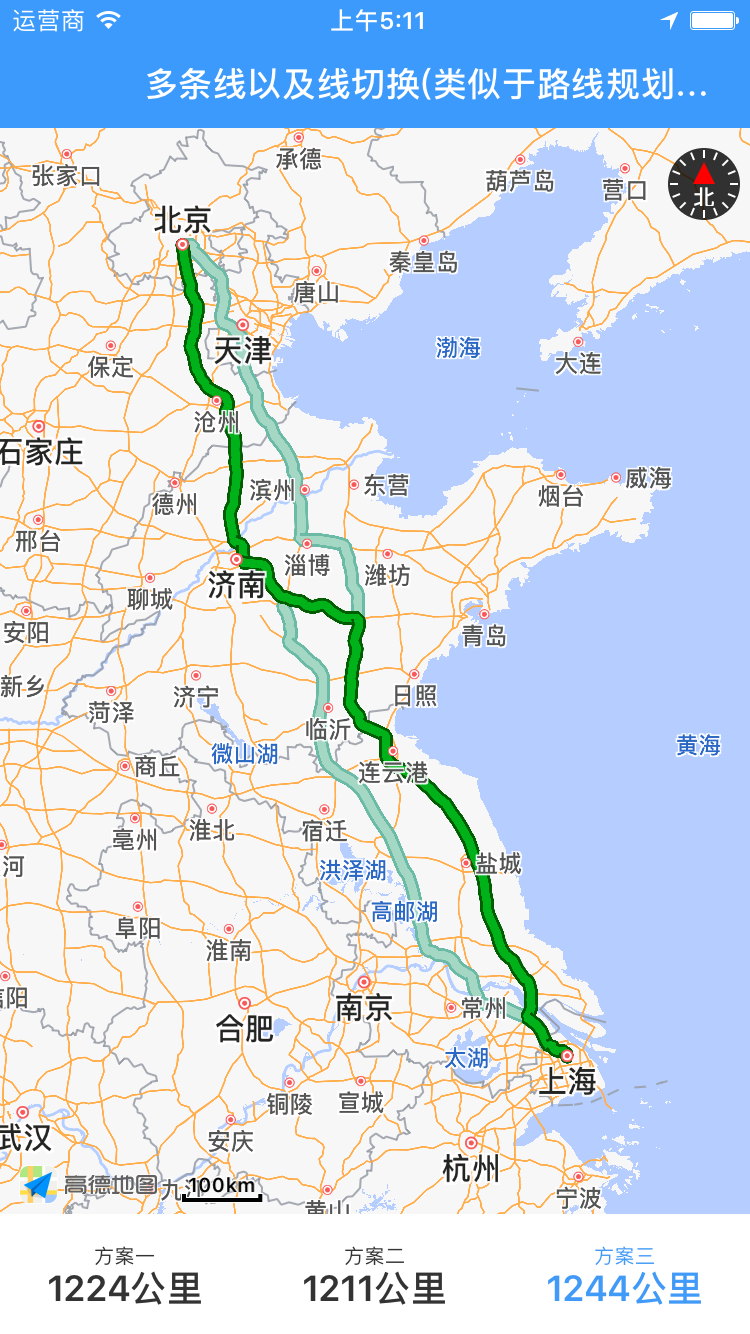 运营商
上午5:11
多条线以及线切换(类似于路线规划...
承德
张家口
葫芦岛
营口
北
北京
秦皇岛
唐山
渤海
天津
大连
保定
沧州
石家庄
威海
东营
滨州
烟台
德州
邢台
淄博
潍坊
济南
聊城
安阳
青岛
新乡
济宁
日照
菏泽
临沂
黄海
微山湖
商丘
连云港
淮北
宿迁
亳州
河
盐城
洪泽湖
高邮湖
阜阳
淮南
信阳
南京
常州
合肥
太湖
上海
铜陵
宣城
武汉
安庆
杭州
高德地图
九江
100km
宁波
黄山
方案一
方案二
方案三
1224公里
1211公里
1244公里